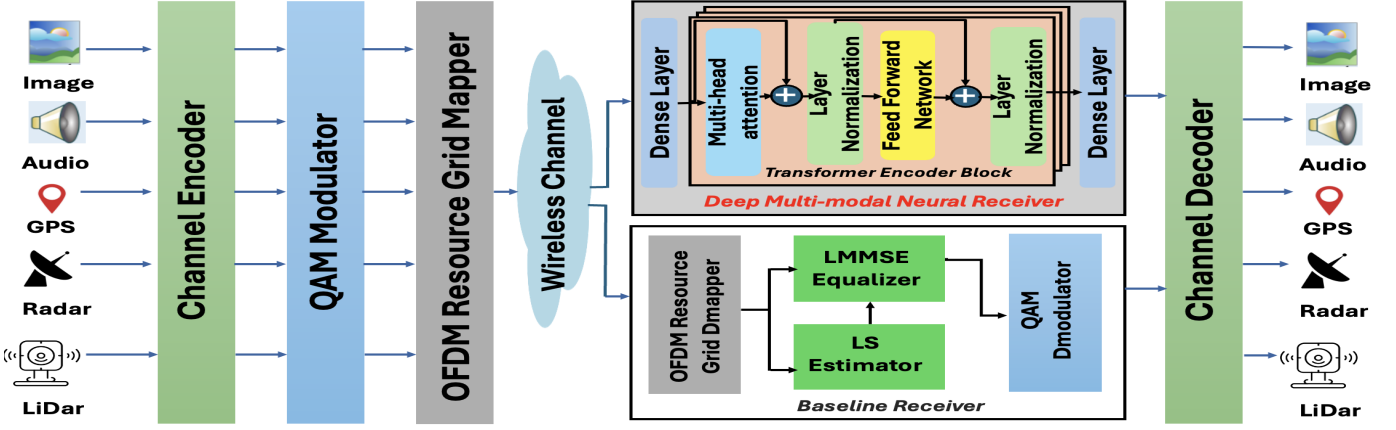 Image
Audio
GPS
Radar
LiDar
Channel Encoder
QAM Modulator
OFDM Resource Grid Mapper
Wireless Channel
Dense Layer
Multi-head
attention
+
Layer
Normalization
Feed Forward
Network
+
Layer
Normalization
Dense Layer
Transformer Encoder Block
Deep Multi-modal Neural Receiver
OFDM Resource
Grid Dmapper
LMMSE
Equalizer
LS
Estimator
QAM
Dmodulator
Baseline Receiver
Channel Decoder
Image
Audio
GPS
Radar
LiDar